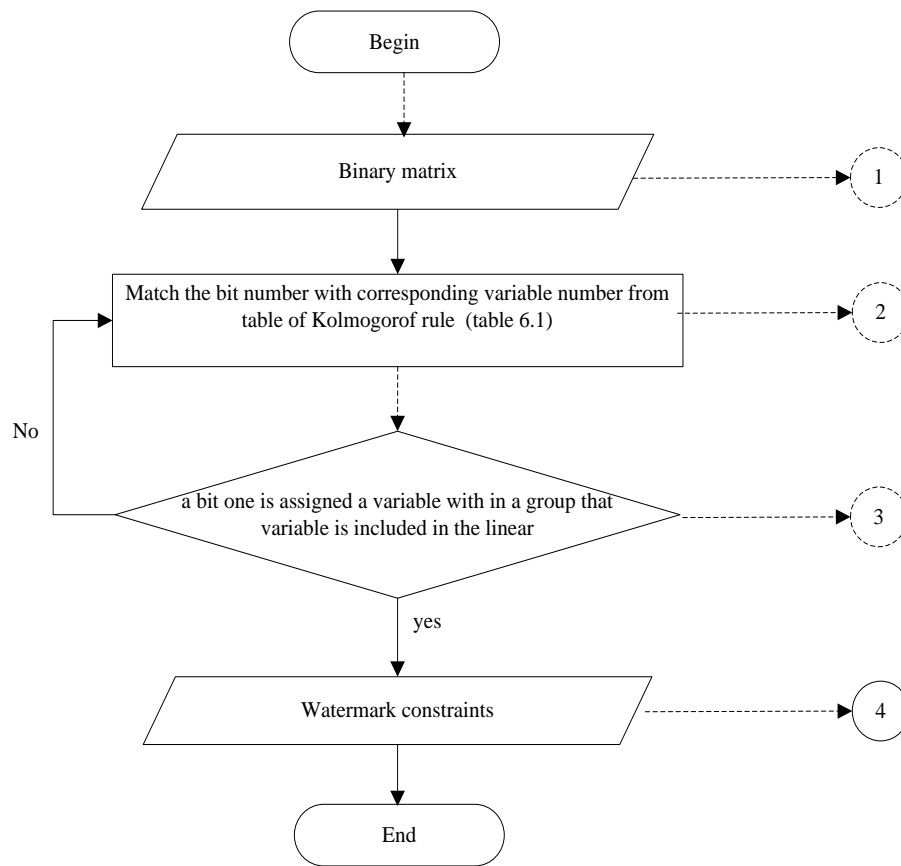 Begin
Binary matrix
1
Match the bit number with corresponding variable number from
table of Kolmogorof rule (table 6.1)
2
No
a bit one is assigned a variable with in a group that
variable is included in the linear
3
yes
Watermark constraints
4
End